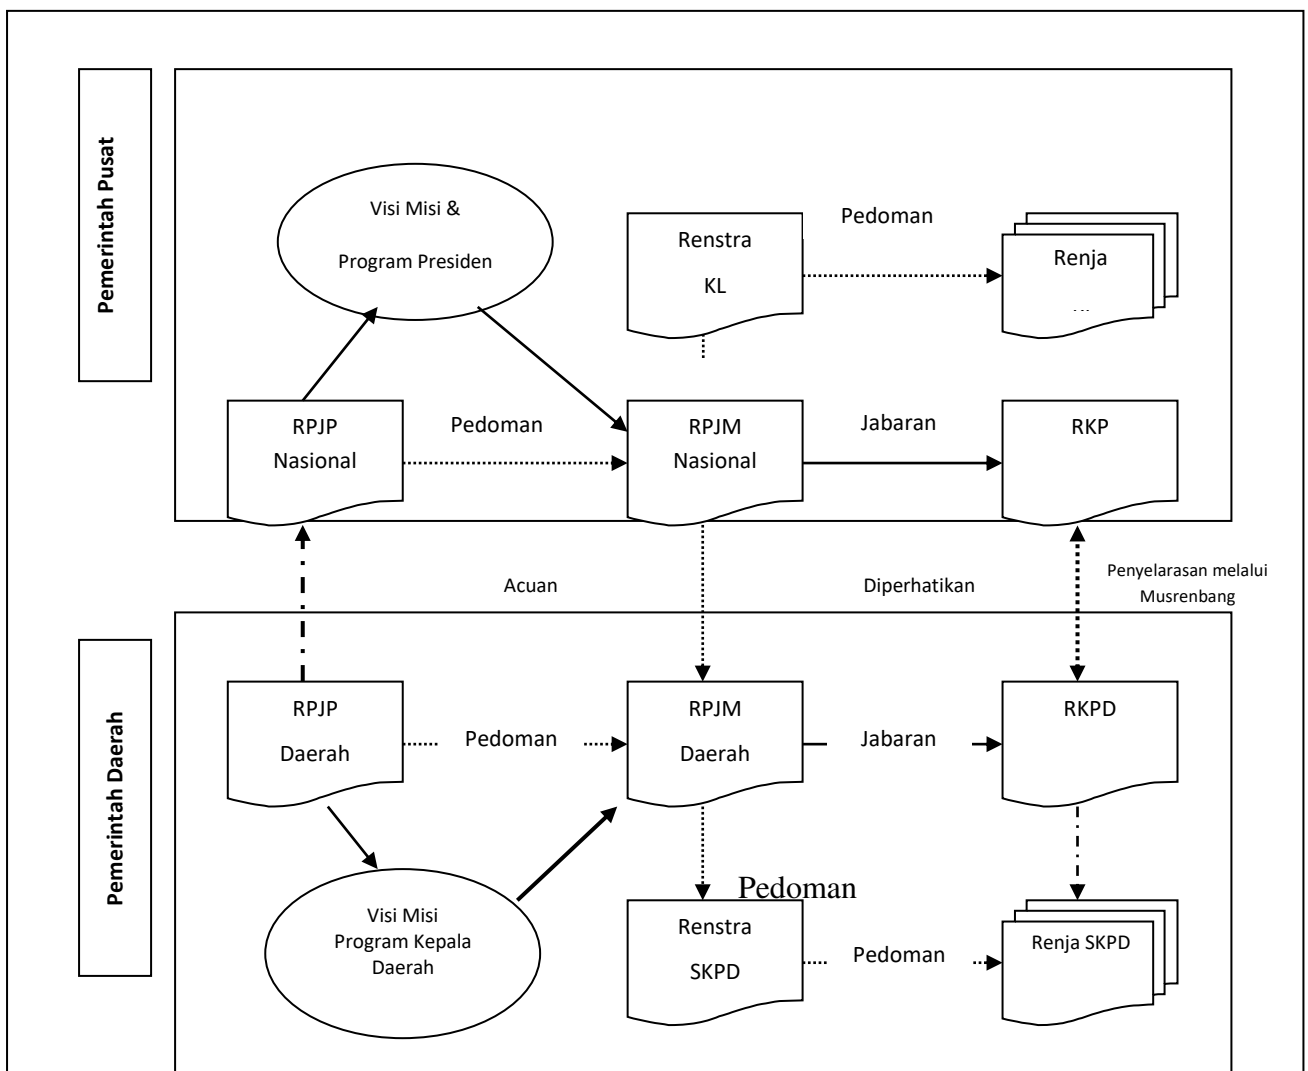 Pemerintah Pusat
Visi Misi &
Program Presiden
Renstra
KL
Pedoman
Renja
RPJP
Nasional
Pedoman
RPJM
Nasional
Jabaran
RKP
Acuan
Diperhatikan
Penyelarasan melalui
Musrenbang
Pemerintah Daerah
RPJP
Daerah
Pedoman
RPJM
Daerah
Jabaran
RKPD
Visi Misi
Program Kepala
Daerah
Pedoman
Renstra
SKPD
Pedoman
Renja SKPD